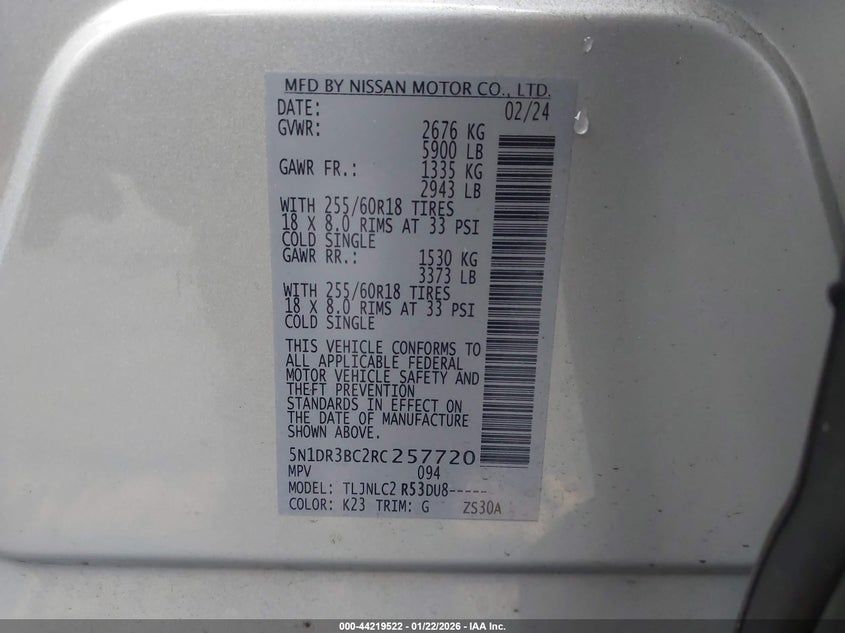 MFD BY NISSAN MOTOR CO., LTD.
DATE: 02/24
GVWR: 2676 KG
5900 LB
GAWR FR.: 1335 KG
2943 LB
WITH 255/60R18 TIRES
18 X 8.0 RIMS AT 33 PSI
COLD SINGLE
GAWR RR.: 1530 KG
3373 LB
WITH 255/60R18 TIRES
18 X 8.0 RIMS AT 33 PSI
COLD SINGLE
THIS VEHICLE CONFORMS TO
ALL APPLICABLE FEDERAL
MOTOR VEHICLE SAFETY AND
THEFT PREVENTION
STANDARDS IN EFFECT ON
THE DATE OF MANUFACTURE
SHOWN ABOVE.
5N1DR3BC2RC257720
MPV 094
MODEL: TLJNLC2 R53DU8-----
COLOR: K23 TRIM: G ZS30A
000-44219522 - 01/22/2026 - IAA Inc.